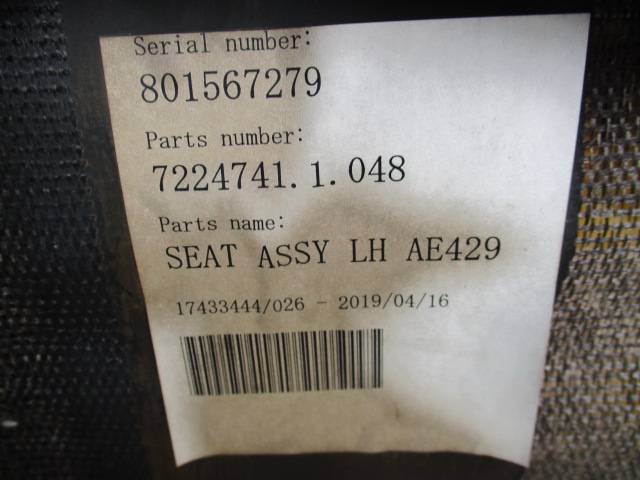 Serial number:
801567279
Parts number:
7224741.1.048
Parts name:
SEAT ASSY LH AE429
17433444/026 - 2019/04/16